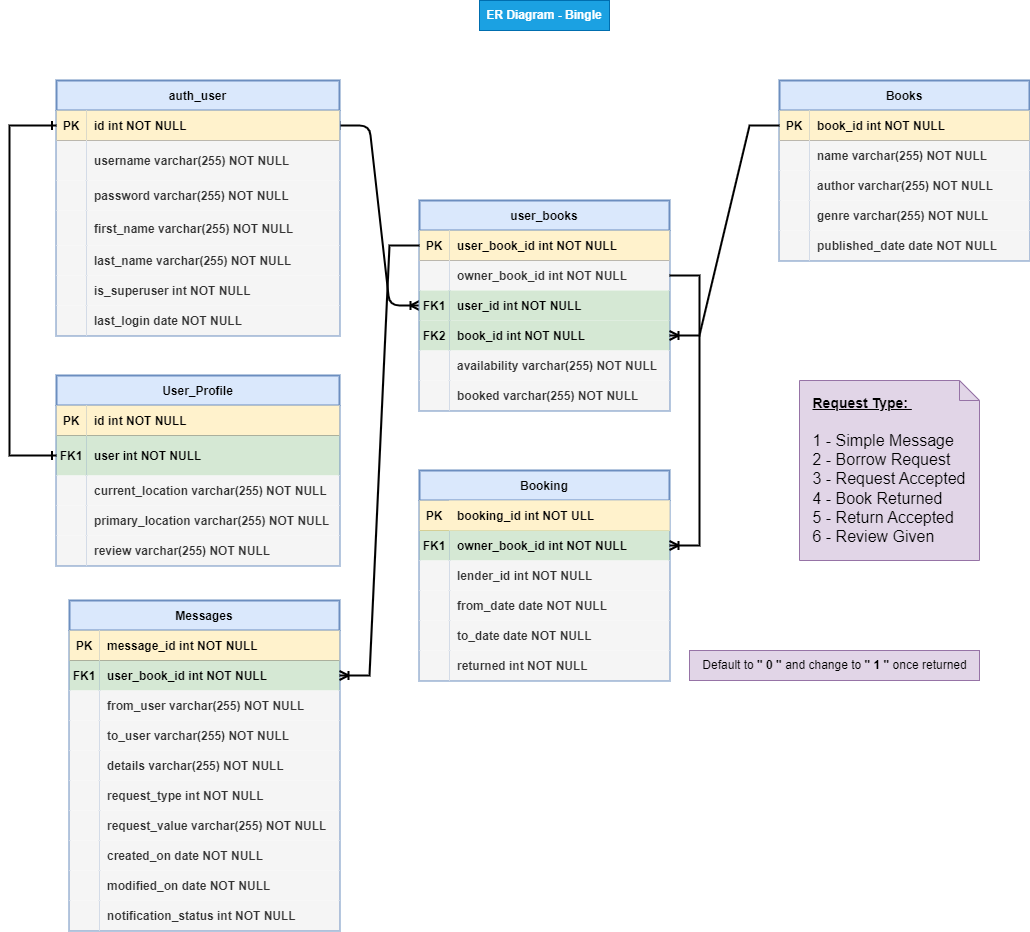 ER Diagram - Bingle
auth_user
PK id int NOT NULL
username varchar(255) NOT NULL
password varchar(255) NOT NULL
first_name varchar(255) NOT NULL
last_name varchar(255) NOT NULL
is_superuser int NOT NULL
last_login date NOT NULL
User_Profile
PK id int NOT NULL
FK1 user int NOT NULL
current_location varchar(255) NOT NULL
primary_location varchar(255) NOT NULL
review varchar(255) NOT NULL
Messages
PK message_id int NOT NULL
FK1 user_book_id int NOT NULL
from_user varchar(255) NOT NULL
to_user varchar(255) NOT NULL
details varchar(255) NOT NULL
request_type int NOT NULL
request_value varchar(255) NOT NULL
created_on date NOT NULL
modified_on date NOT NULL
notification_status int NOT NULL
user_books
PK user_book_id int NOT NULL
owner_book_id int NOT NULL
FK1 user_id int NOT NULL
FK2 book_id int NOT NULL
availability varchar(255) NOT NULL
booked varchar(255) NOT NULL
Booking
PK booking_id int NOT ULL
FK1 owner_book_id int NOT NULL
lender_id int NOT NULL
from_date date NOT NULL
to_date date NOT NULL
returned int NOT NULL
Books
PK book_id int NOT NULL
name varchar(255) NOT NULL
author varchar(255) NOT NULL
genre varchar(255) NOT NULL
published_date date NOT NULL
Request Type:
1 - Simple Message
2 - Borrow Request
3 - Request Accepted
4 - Book Returned
5 - Return Accepted
6 - Review Given
Default to " 0 " and change to " 1 " once returned